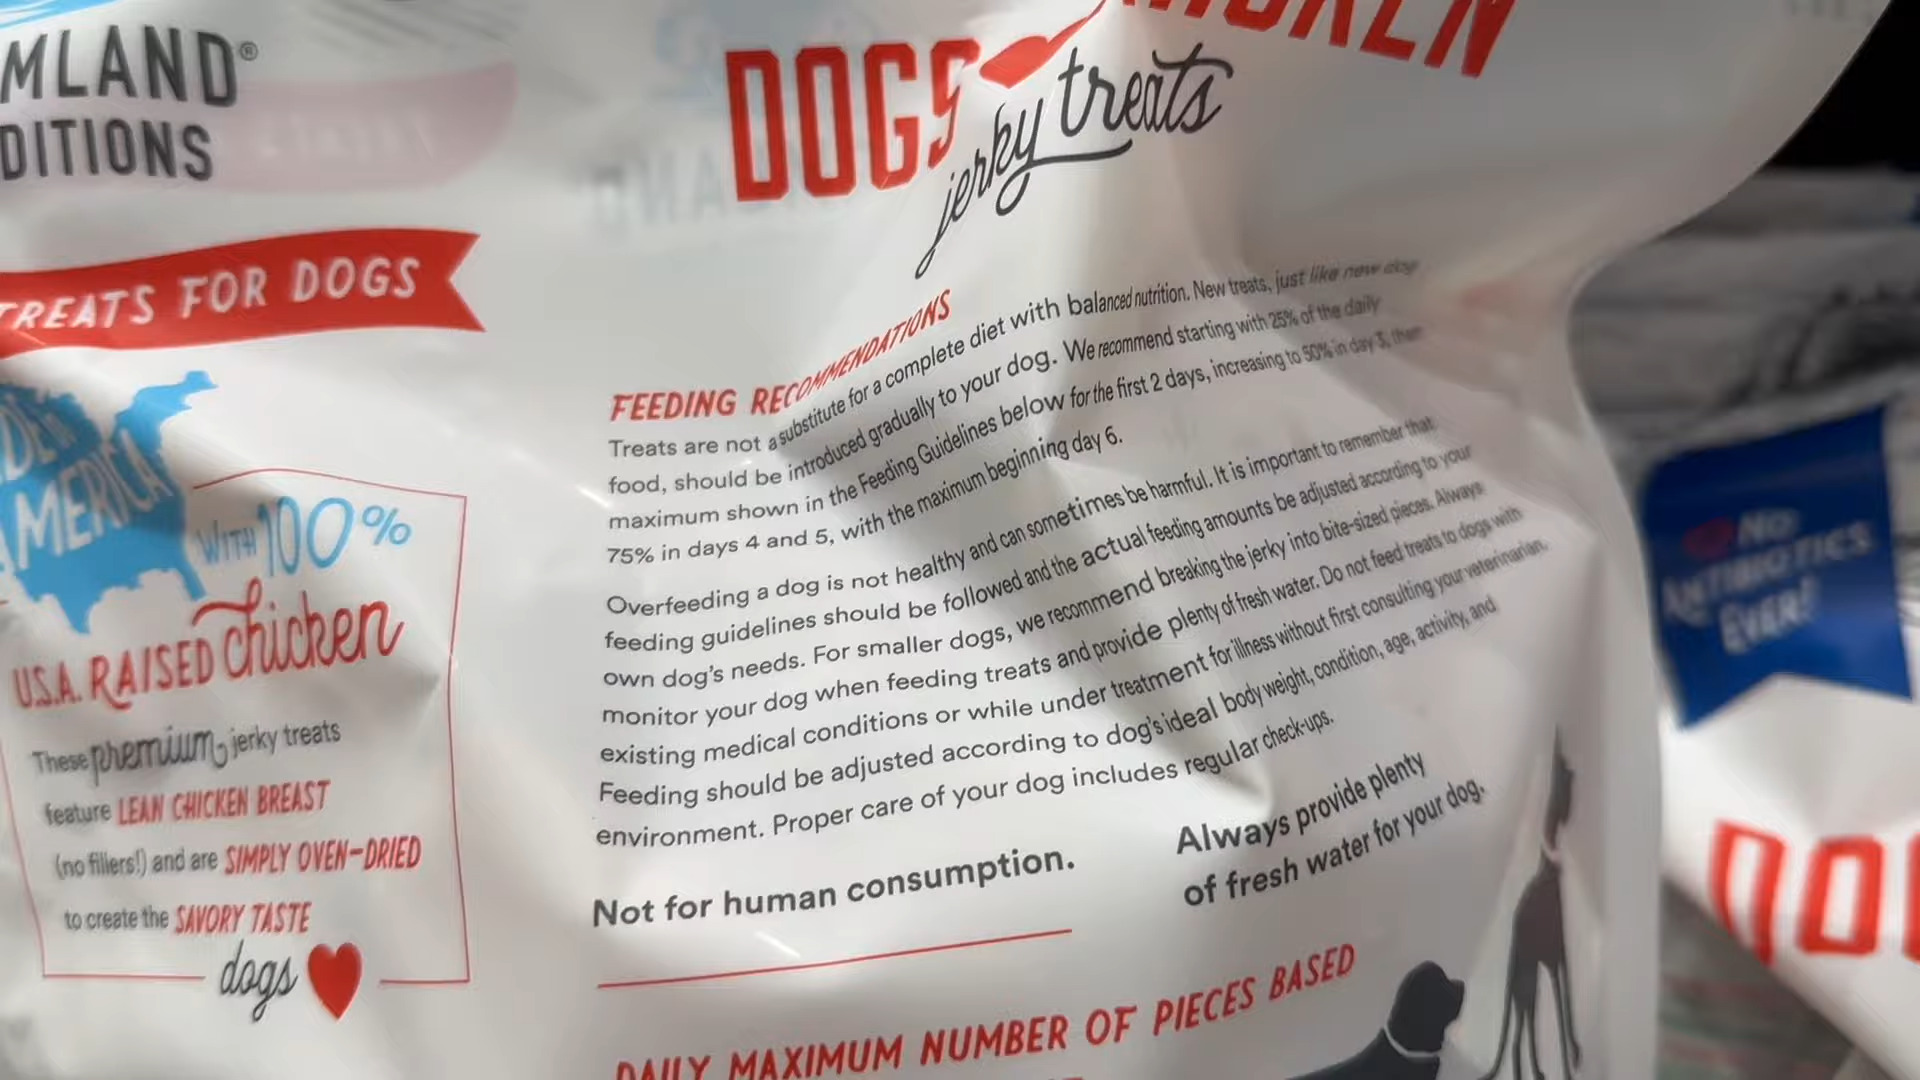 MLAND®
DITIONS
TREATS FOR DOGS
AMERICA
WITH 100%
U.S.A. RAISED chicken
These premium jerky treats
feature LEAN CHICKEN BREAST
(no fillers!) and are SIMPLY OVEN-DRIED
to create the SAVORY TASTE
dogs
DOGS CHICKEN
jerky treats
FEEDING RECOMMENDATIONS
Treats are not a substitute for a complete diet with balanced nutrition. New treats, just like new dog
food, should be introduced gradually to your dog. We recommend starting with 25% of the daily
maximum shown in the Feeding Guidelines below for the first 2 days, increasing to 50% in day 3, then
75% in days 4 and 5, with the maximum beginning day 6.
Overfeeding a dog is not healthy and can sometimes be harmful. It is important to remember that
feeding guidelines should be followed and the actual feeding amounts be adjusted according to your
own dog's needs. For smaller dogs, we recommend breaking the jerky into bite-sized pieces. Always
monitor your dog when feeding treats and provide plenty of fresh water. Do not feed treats to dogs with
existing medical conditions or while under treatment for illness without first consulting your veterinarian.
Feeding should be adjusted according to dog's ideal body weight, condition, age, activity, and
environment. Proper care of your dog includes regular check-ups.
Not for human consumption.
Always provide plenty
of fresh water for your dog.
DAILY MAXIMUM NUMBER OF PIECES BASED
NO
ANTIBIOTICS
EVER!
DO